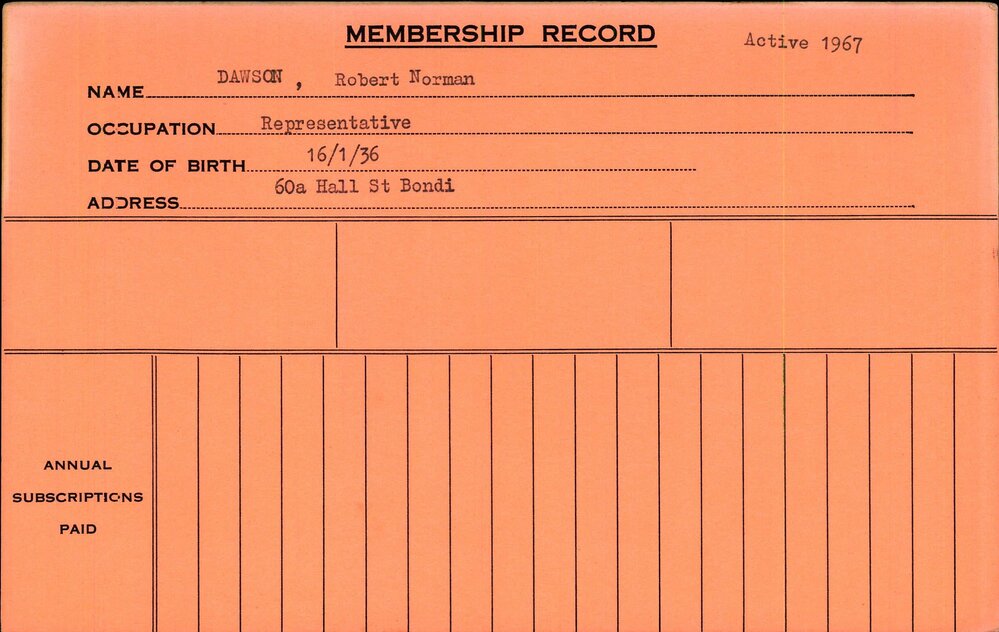 MEMBERSHIP RECORD
Active 1967
NAME DAWSON, Robert Norman
OCCUPATION Representative
DATE OF BIRTH 16/1/36
ADDRESS 60a Hall St Bondi
ANNUAL
SUBSCRIPTIONS
PAID